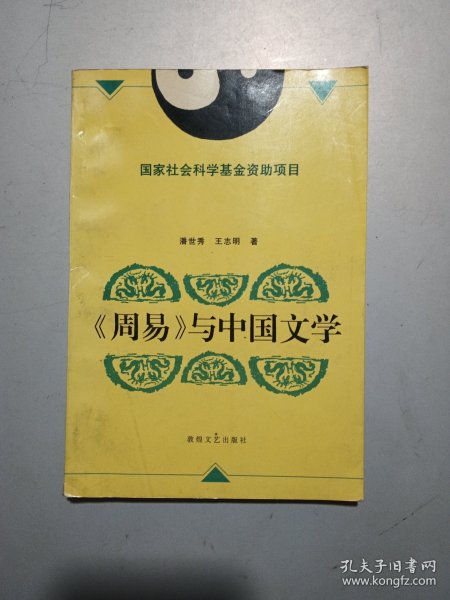 国家社会科学基金资助项目
潘世秀 王志明 著
《周易》与中国文学
敦煌文艺出版社
孔夫子旧书网
www.kongfz.com